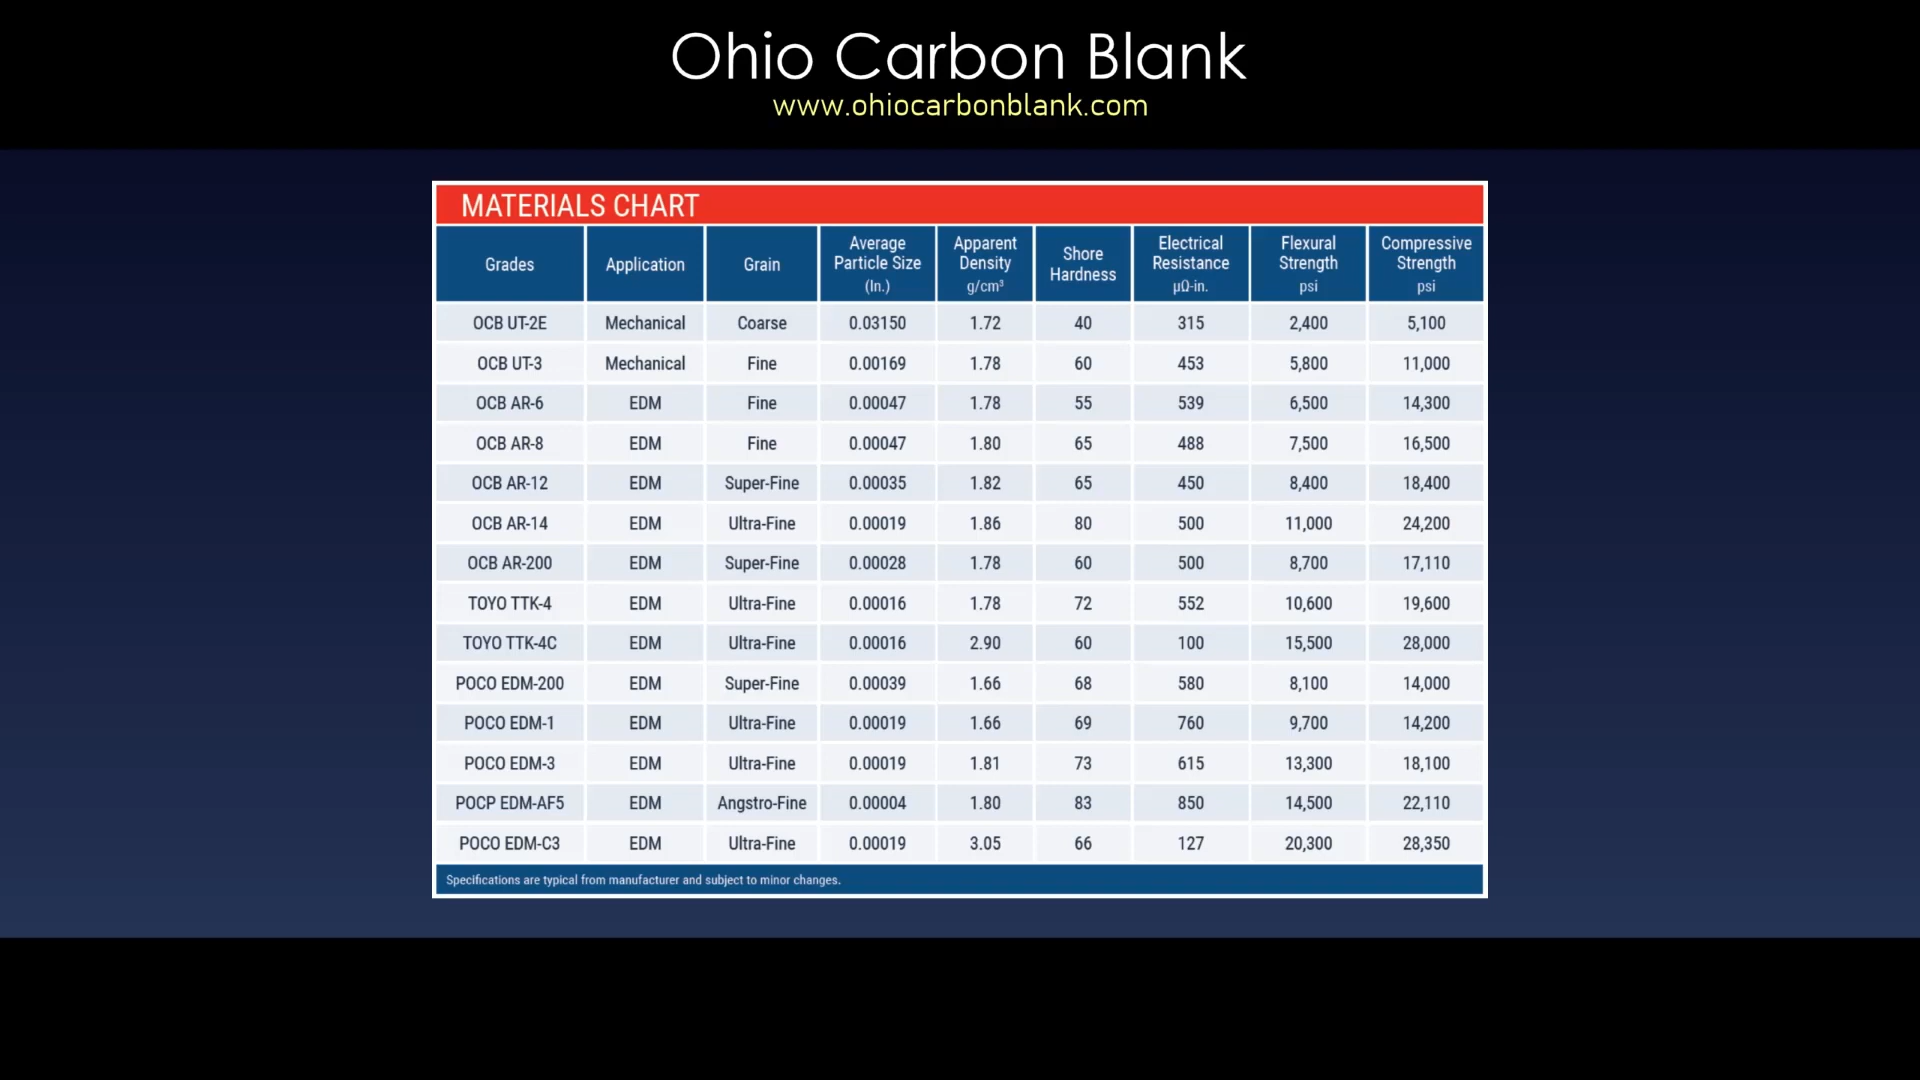 Ohio Carbon Blank
www.ohiocarbonblank.com
MATERIALS CHART
Grades Application Grain Average Particle Size (In.) Apparent Density g/cm³ Shore Hardness Electrical Resistance µΩ-in. Flexural Strength psi Compressive Strength psi
OCB UT-2E Mechanical Coarse 0.03150 1.72 40 315 2,400 5,100
OCB UT-3 Mechanical Fine 0.00169 1.78 60 453 5,800 11,000
OCB AR-6 EDM Fine 0.00047 1.78 55 539 6,500 14,300
OCB AR-8 EDM Fine 0.00047 1.80 65 488 7,500 16,500
OCB AR-12 EDM Super-Fine 0.00035 1.82 65 450 8,400 18,400
OCB AR-14 EDM Ultra-Fine 0.00019 1.86 80 500 11,000 24,200
OCB AR-200 EDM Super-Fine 0.00028 1.78 60 500 8,700 17,110
TOYO TTK-4 EDM Ultra-Fine 0.00016 1.78 72 552 10,600 19,600
TOYO TTK-4C EDM Ultra-Fine 0.00016 2.90 60 100 15,500 28,000
POCO EDM-200 EDM Super-Fine 0.00039 1.66 68 580 8,100 14,000
POCO EDM-1 EDM Ultra-Fine 0.00019 1.66 69 760 9,700 14,200
POCO EDM-3 EDM Ultra-Fine 0.00019 1.81 73 615 13,300 18,100
POCP EDM-AF5 EDM Angstro-Fine 0.00004 1.80 83 850 14,500 22,110
POCO EDM-C3 EDM Ultra-Fine 0.00019 3.05 66 127 20,300 28,350
Specifications are typical from manufacturer and subject to minor changes.